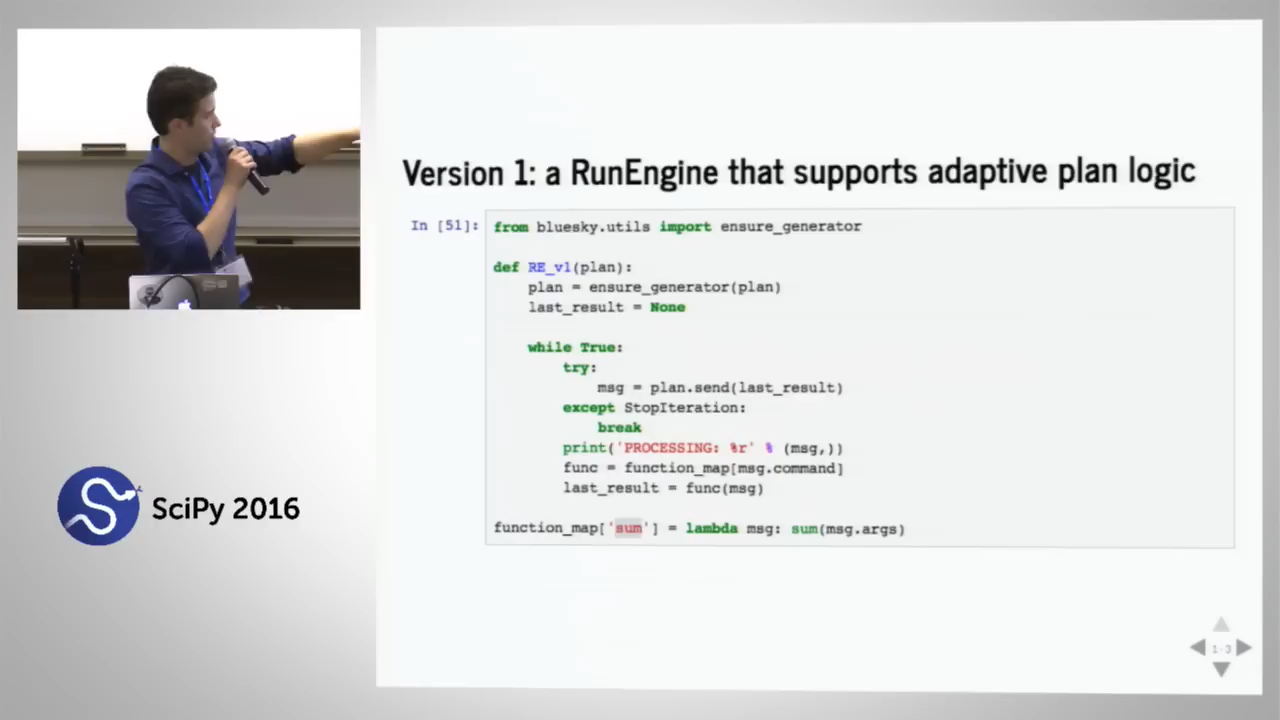 Version 1: a RunEngine that supports adaptive plan logic
In [51]:
from bluesky.utils import ensure_generator
def RE_v1(plan):
plan = ensure_generator(plan)
last_result = None
while True:
try:
msg = plan.send(last_result)
except StopIteration:
break
print('PROCESSING: %r' % (msg,))
func = function_map[msg.command]
last_result = func(msg)
function_map['sum'] = lambda msg: sum(msg.args)
SciPy 2016
1-3